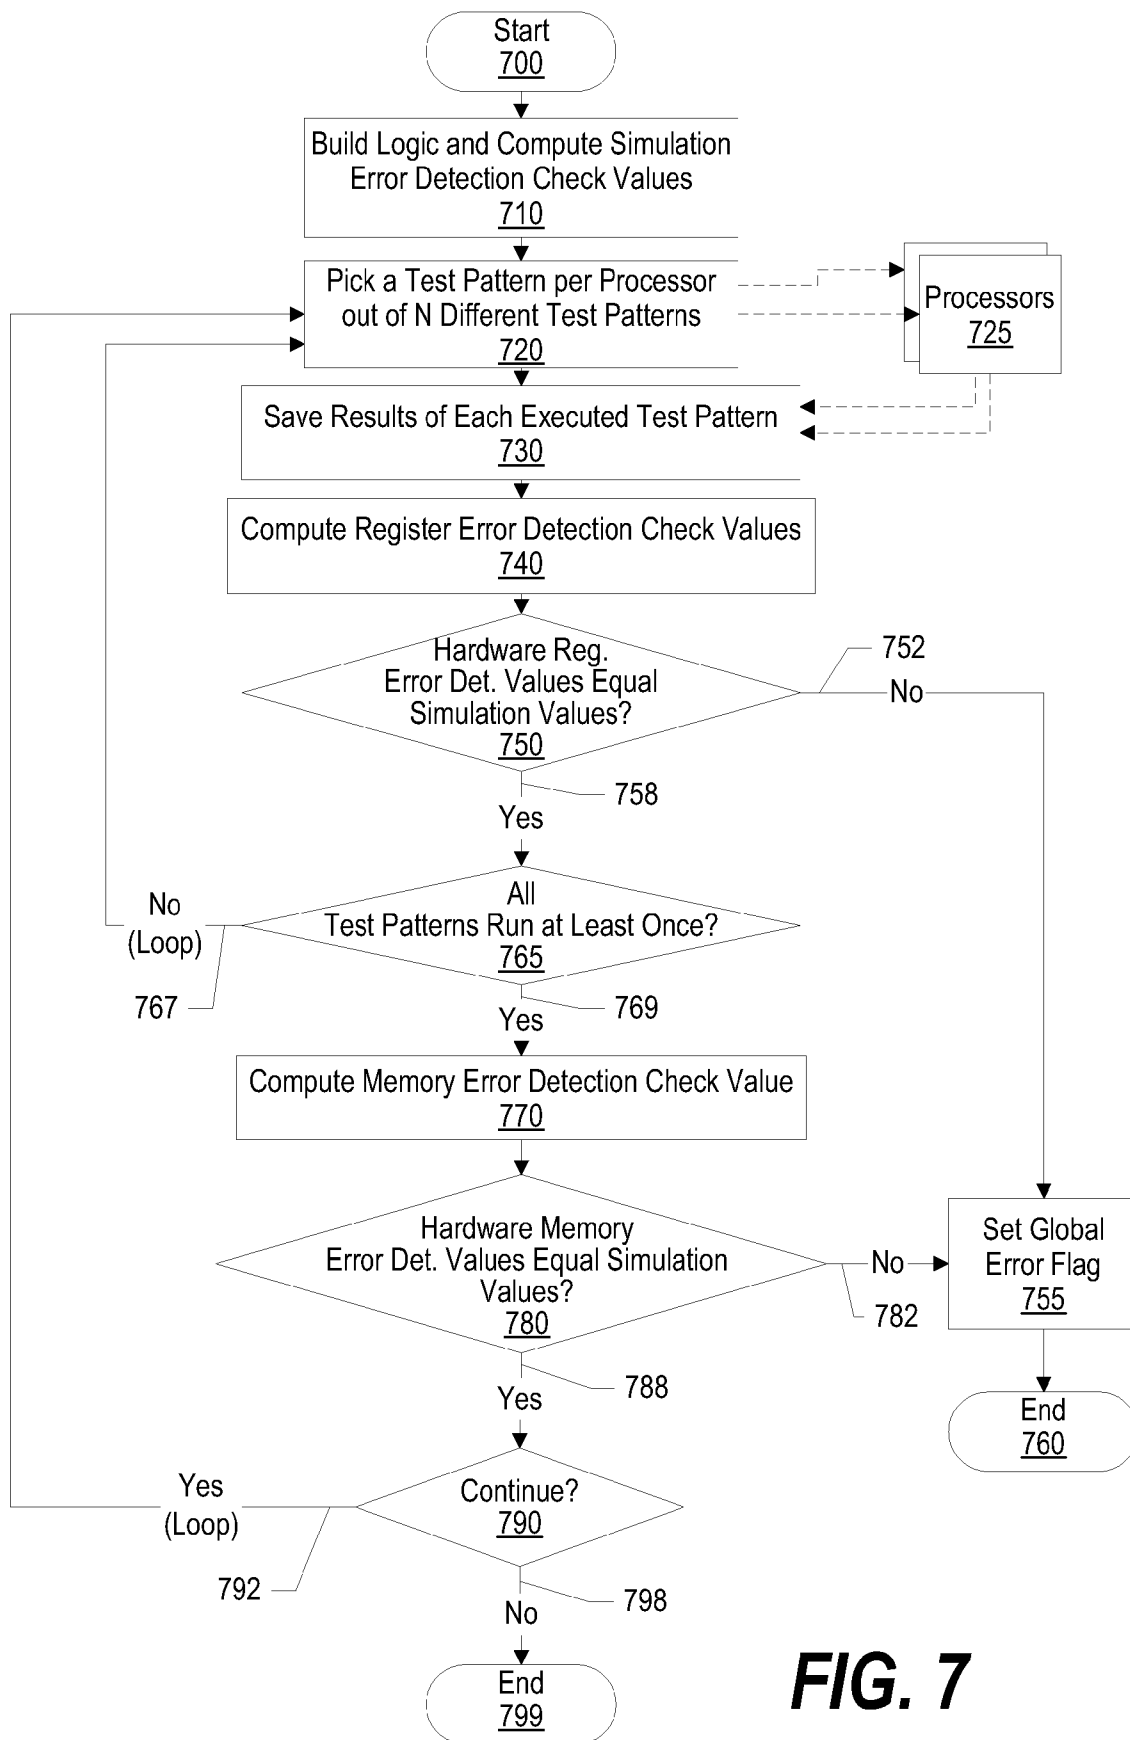 Start
700
Build Logic and Compute Simulation
Error Detection Check Values
710
Pick a Test Pattern per Processor
out of N Different Test Patterns
720
Processors
725
Save Results of Each Executed Test Pattern
730
Compute Register Error Detection Check Values
740
Hardware Reg.
Error Det. Values Equal
Simulation Values?
750
752
No
758
Yes
All
Test Patterns Run at Least Once?
765
No
(Loop)
767
769
Yes
Compute Memory Error Detection Check Value
770
Hardware Memory
Error Det. Values Equal Simulation
Values?
780
No
782
Set Global
Error Flag
755
End
760
788
Yes
Continue?
790
Yes
(Loop)
792
798
No
End
799
FIG. 7